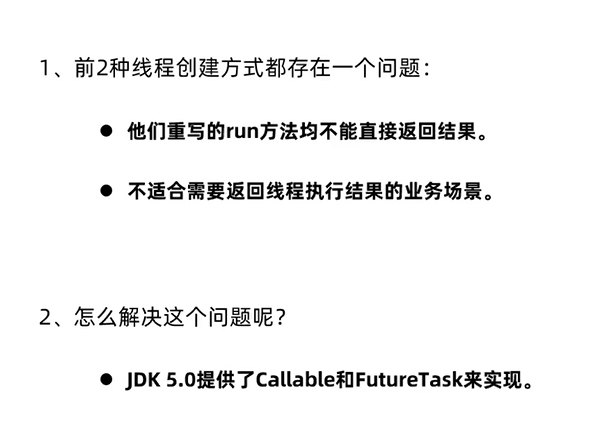 1、前2种线程创建方式都存在一个问题：
● 他们重写的run方法均不能直接返回结果。
● 不适合需要返回线程执行结果的业务场景。
2、怎么解决这个问题呢？
● JDK 5.0提供了Callable和FutureTask来实现。